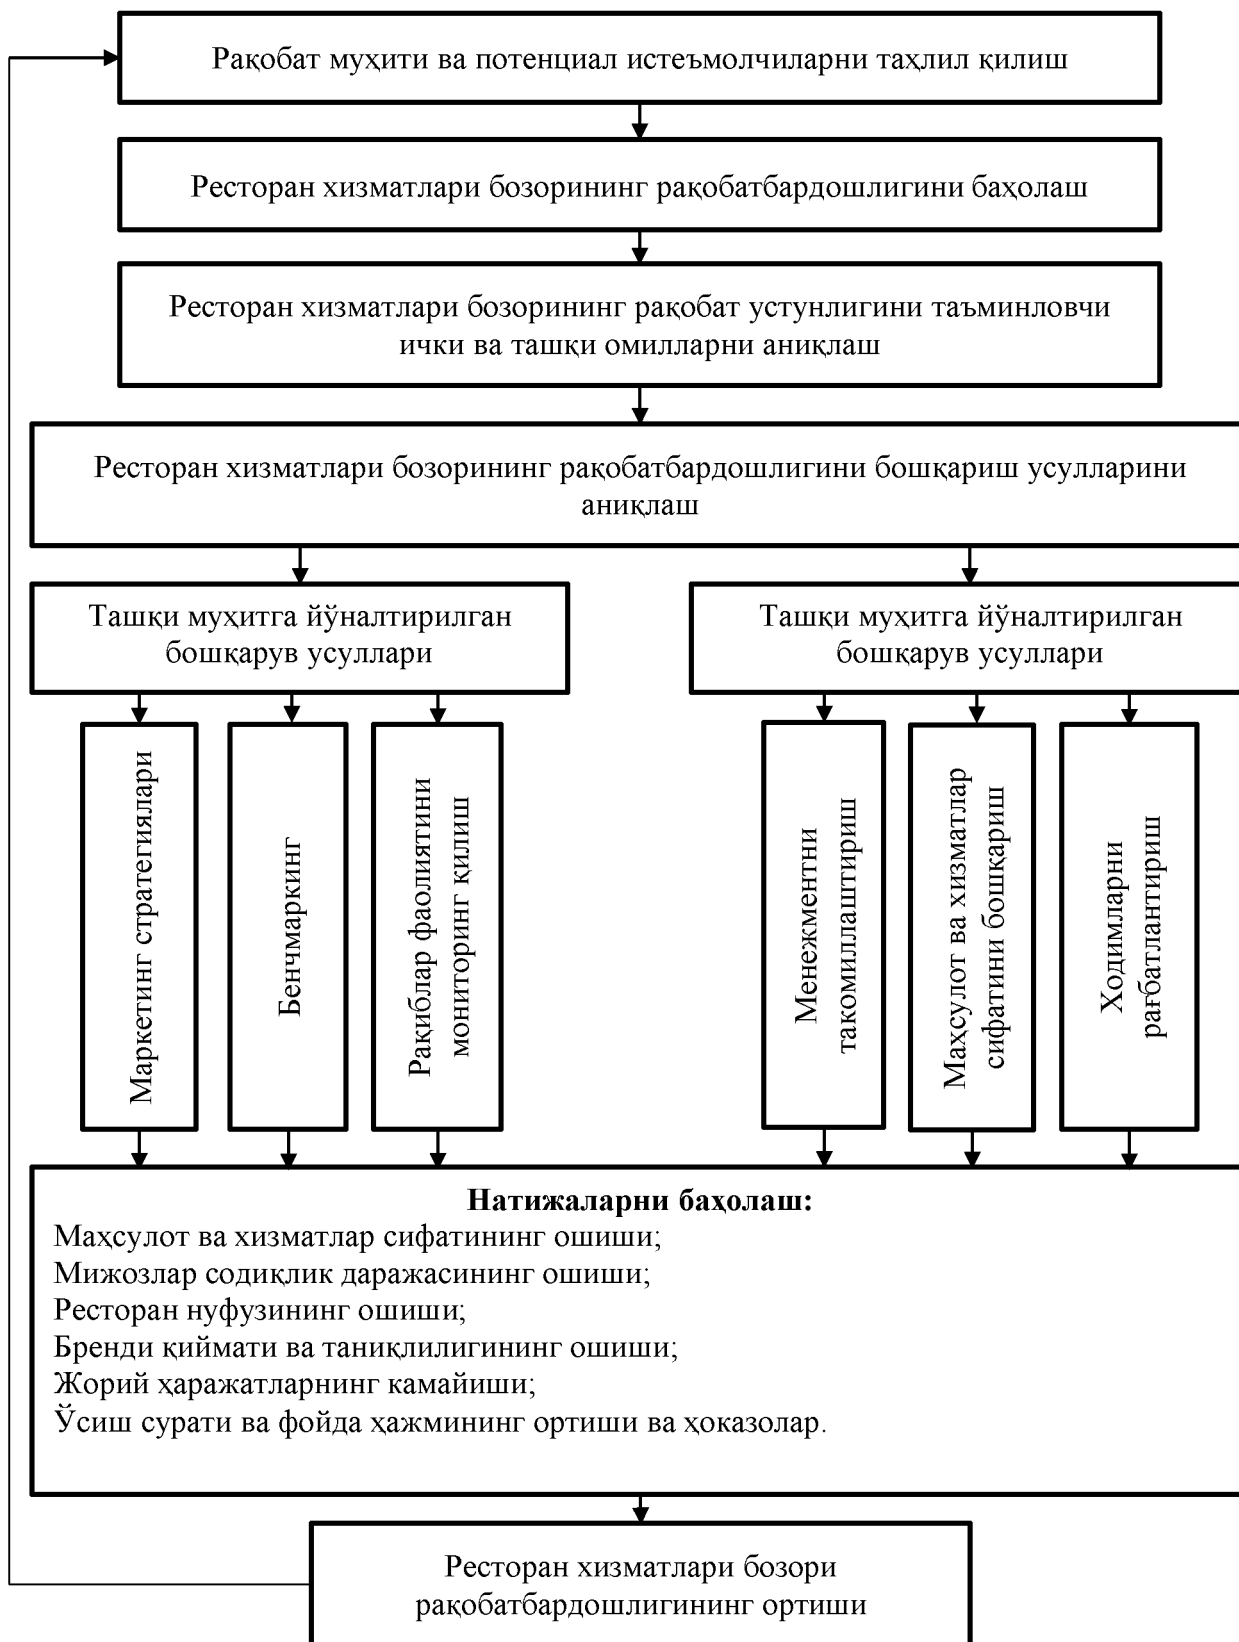 Рақобат муҳити ва потенциал истеъмолчиларни таҳлил қилиш
Ресторан хизматлари бозорининг рақобатбардошлигини баҳолаш
Ресторан хизматлари бозорининг рақобат устунлигини таъминловчи
ички ва ташқи омилларни аниқлаш
Ресторан хизматлари бозорининг рақобатбардошлигини бошқариш усулларини
аниқлаш
Ташқи муҳитга йўналтирилган
бошқарув усуллари
Ташқи муҳитга йўналтирилган
бошқарув усуллари
Маркетинг стратегиялари
Бенчмаркинг
Рақиблар фаолиятини
мониторинг қилиш
Менежментни
такомиллаштириш
Маҳсулот ва хизматлар
сифатини бошқариш
Ходимларни
рағбатлантириш
Натижаларни баҳолаш:
Маҳсулот ва хизматлар сифатининг ошиши;
Мижозлар содиқлик даражасининг ошиши;
Ресторан нуфузининг ошиши;
Бренди қиймати ва таниқлилигининг ошиши;
Жорий ҳаражатларнинг камайиши;
Ўсиш сурати ва фойда ҳажмининг ортиши ва ҳоказолар.
Ресторан хизматлари бозори
рақобатбардошлигининг ортиши